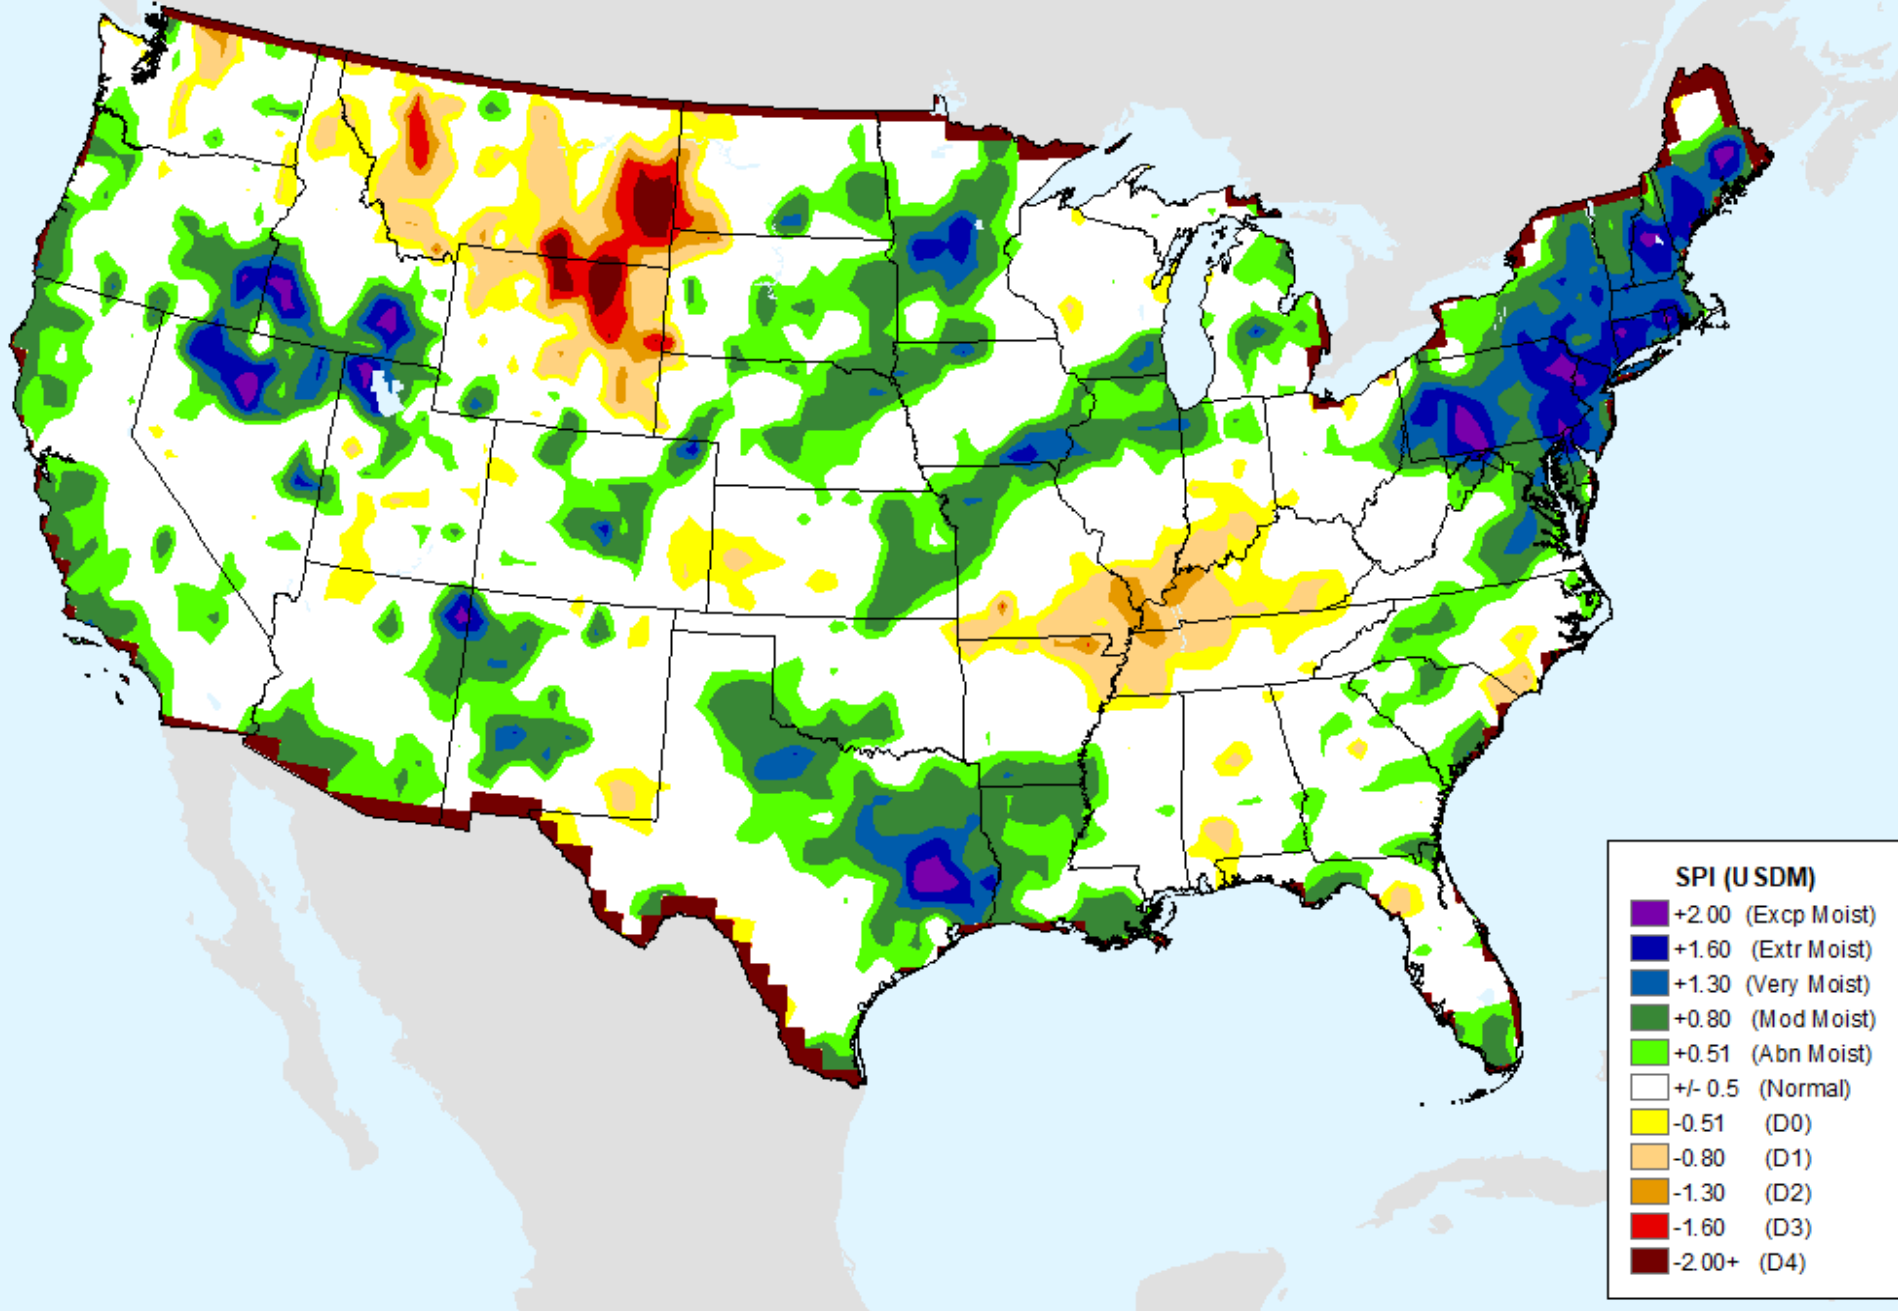 SPI (USDM)
+2.00 (Excp Moist)
+1.60 (Extr Moist)
+1.30 (Very Moist)
+0.80 (Mod Moist)
+0.51 (Abn Moist)
+/- 0.5 (Normal)
-0.51 (D0)
-0.80 (D1)
-1.30 (D2)
-1.60 (D3)
-2.00+ (D4)